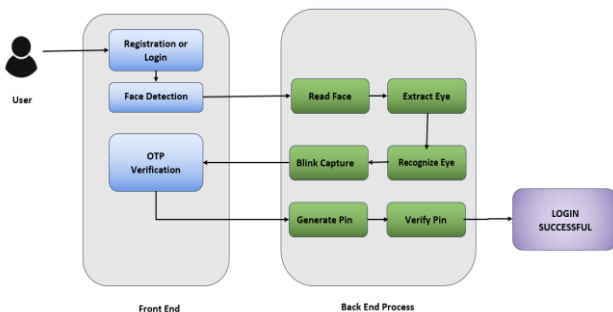 Registration or
Login
User
Face Detection
Read Face
Extract Eye
OTP
Verification
Blink Capture
Recognize Eye
Generate Pin
Verify Pin
LOGIN
SUCCESSFUL
Front End
Back End Process